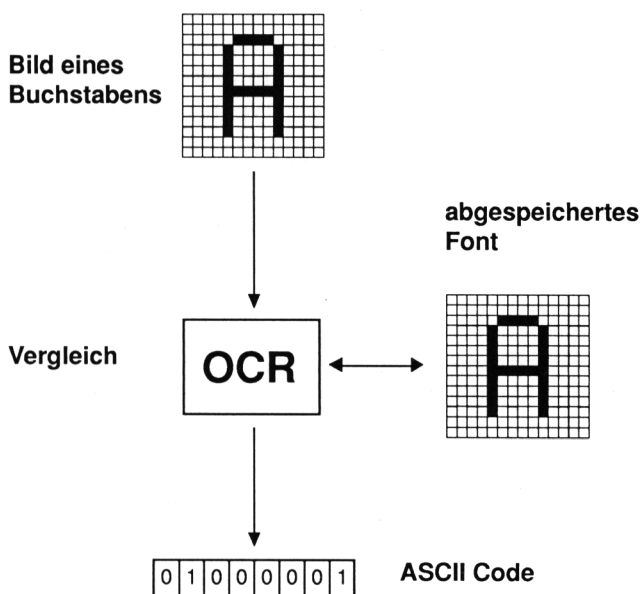 Bild eines
Buchstabens
abgespeichertes
Font
Vergleich
OCR
0 1 0 0 0 0 0 1
ASCII Code